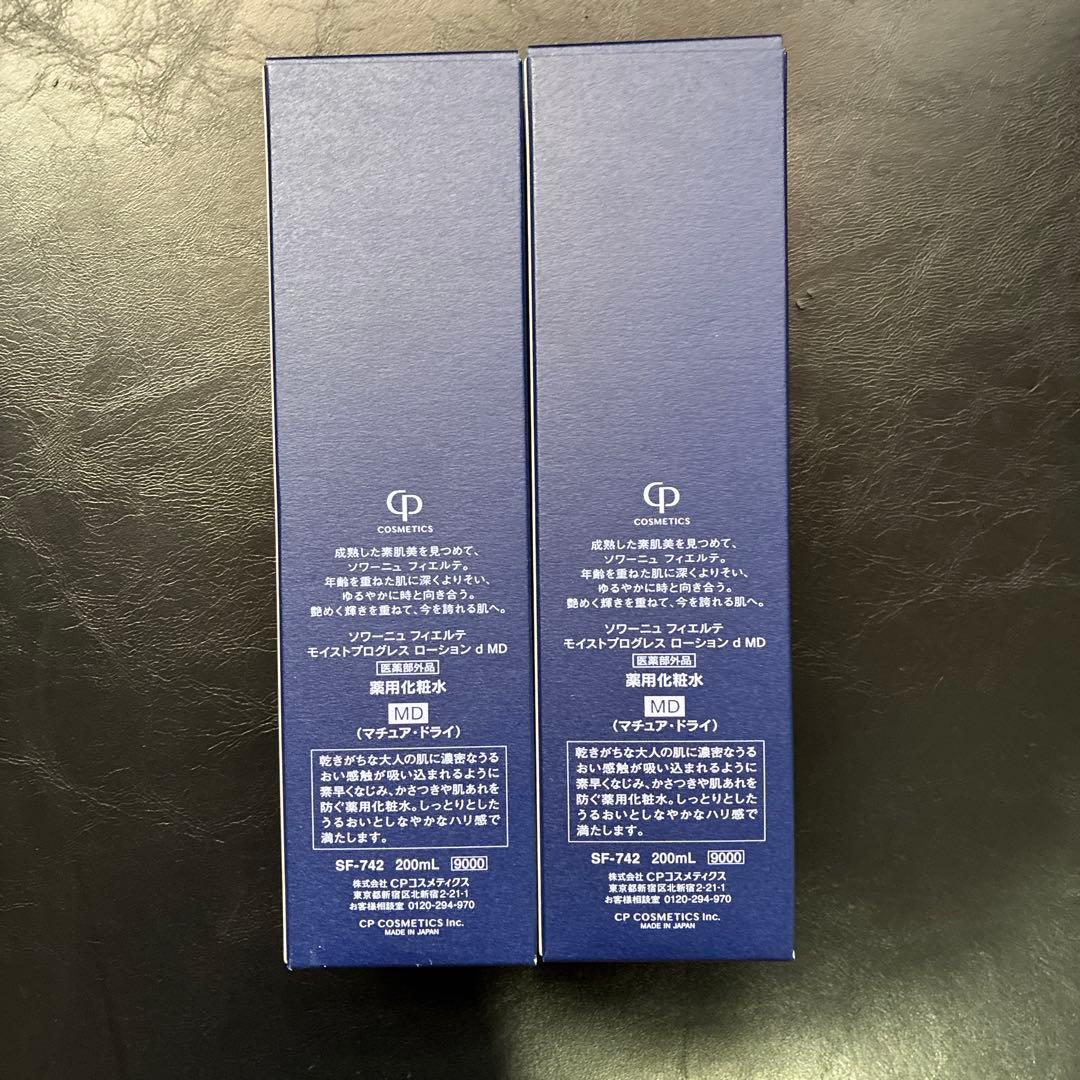 CP
COSMETICS
成熟した素肌美を見つめて、
ソワーニュ フィエルテ。
年齢を重ねた肌に深くよりそい、
ゆるやかに時と向き合う。
艶めく輝きを重ねて、今を誇れる肌へ。
ソワーニュ フィエルテ
モイストプログレス ローション d MD
医薬部外品
薬用化粧水
MD
(マチュア・ドライ)
乾きがちな大人の肌に濃密なうる
おい感触が吸い込まれるように
素早くなじみ、かさつきや肌あれを
防ぐ薬用化粧水。しっとりとした
うるおいとしなやかなハリ感で
満たします。
SF-742 200mL 9000
株式会社 CPコスメティクス
東京都新宿区北新宿2-21-1
お客様相談室 0120-294-970
CP COSMETICS Inc.
MADE IN JAPAN
CP
COSMETICS
成熟した素肌美を見つめて、
ソワーニュ フィエルテ。
年齢を重ねた肌に深くよりそい、
ゆるやかに時と向き合う。
艶めく輝きを重ねて、今を誇れる肌へ。
ソワーニュ フィエルテ
モイストプログレス ローション d MD
医薬部外品
薬用化粧水
MD
(マチュア・ドライ)
乾きがちな大人の肌に濃密なうる
おい感触が吸い込まれるように
素早くなじみ、かさつきや肌あれを
防ぐ薬用化粧水。しっとりとした
うるおいとしなやかなハリ感で
満たします。
SF-742 200mL 9000
株式会社 CPコスメティクス
東京都新宿区北新宿2-21-1
お客様相談室 0120-294-970
CP COSMETICS Inc.
MADE IN JAPAN